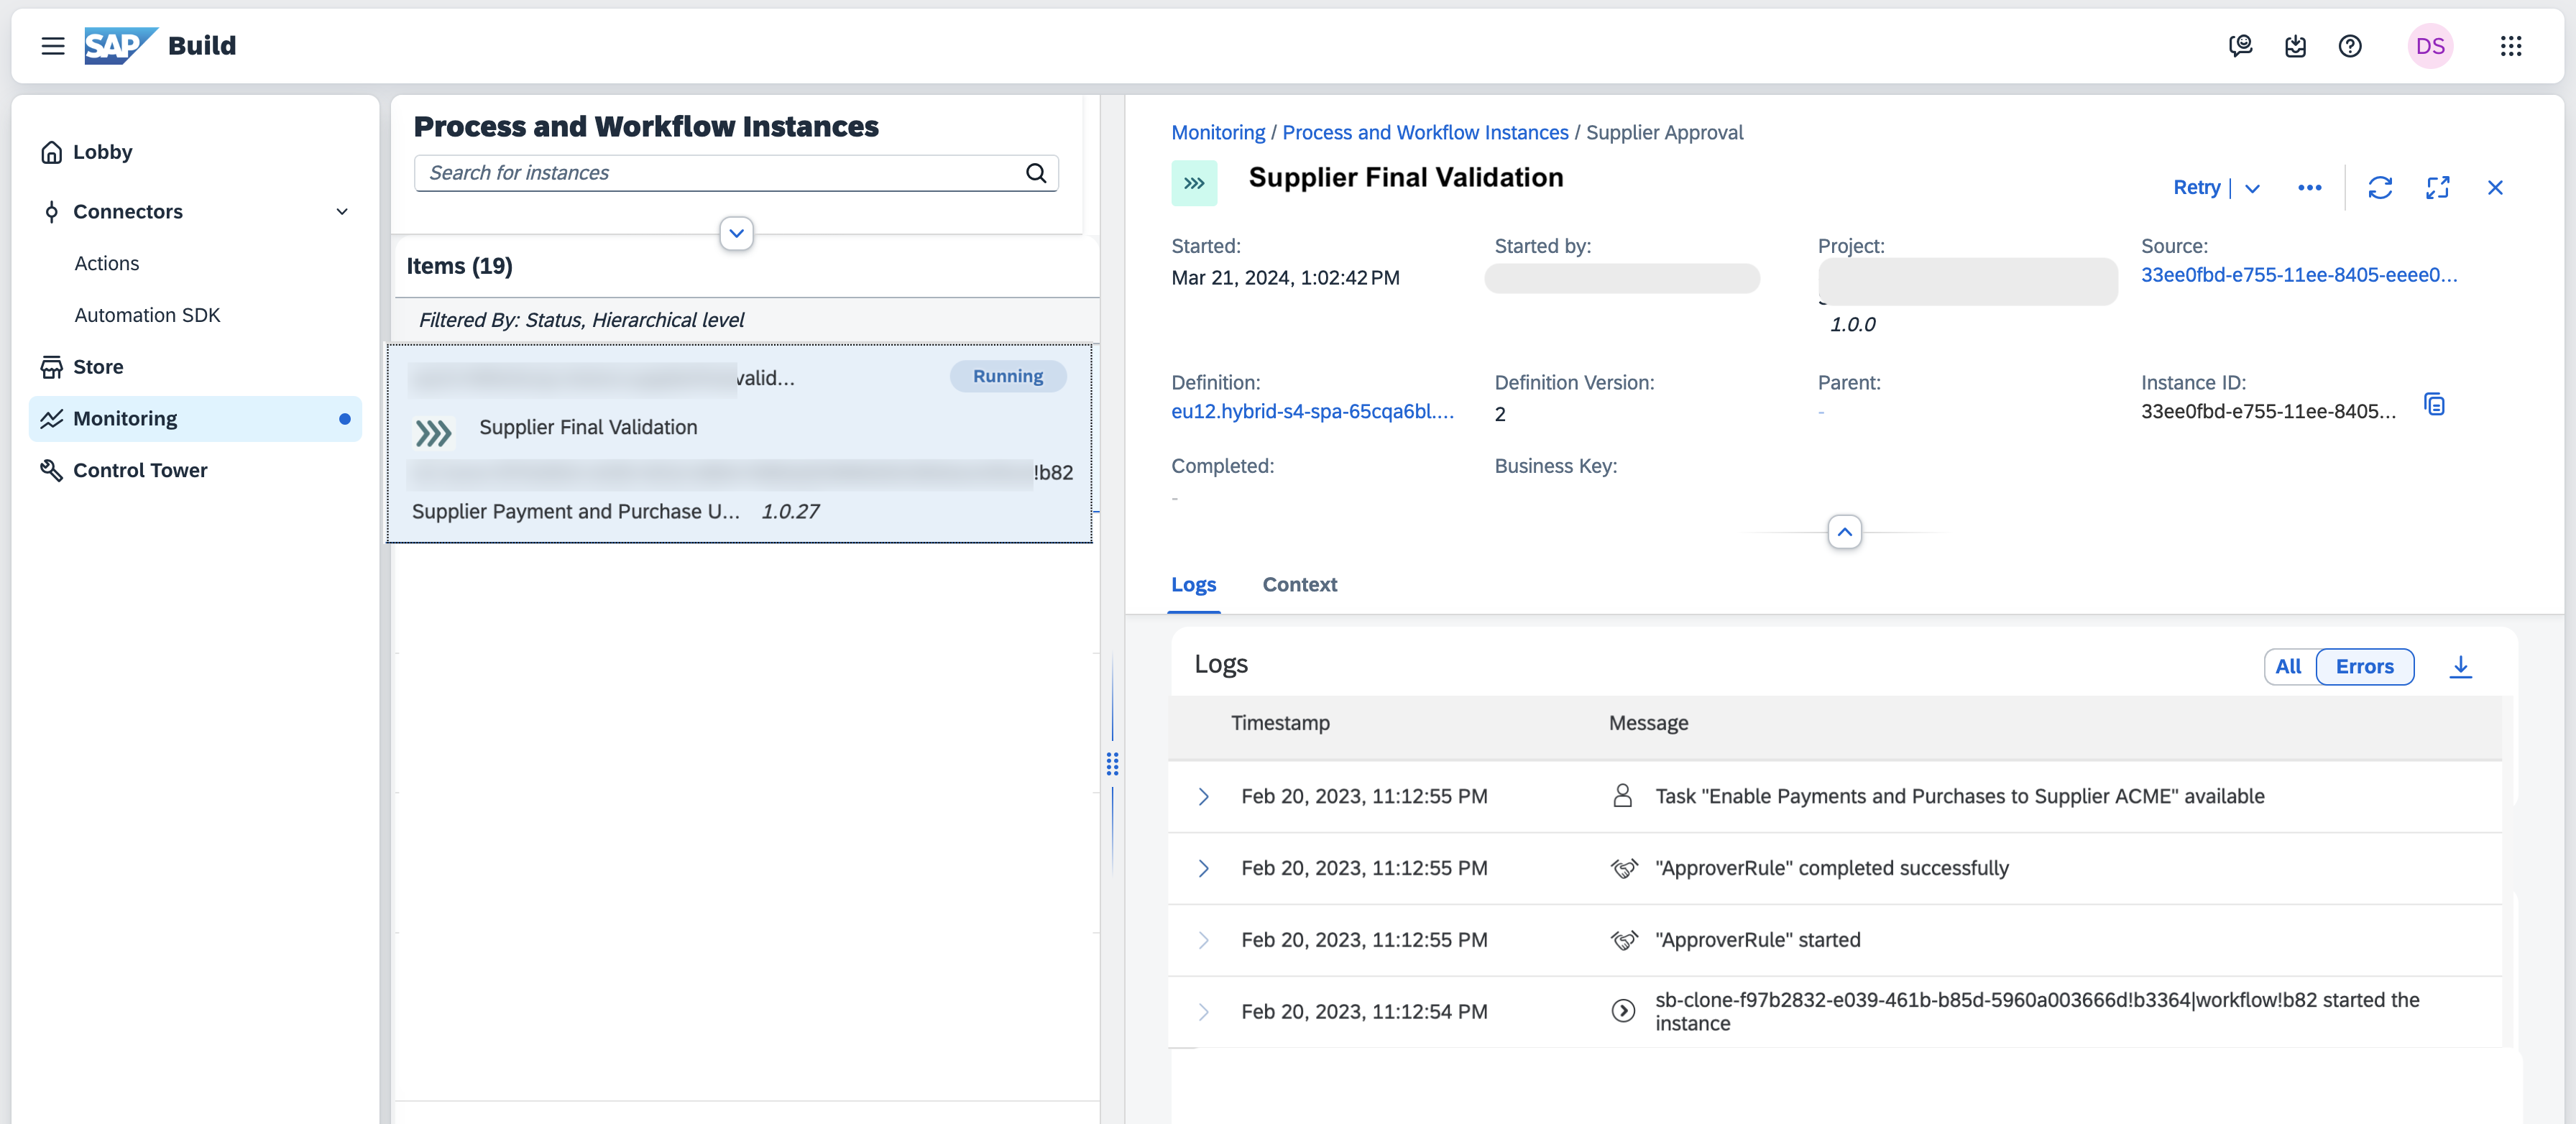 SAP Build
DS
Lobby
Connectors
Actions
Automation SDK
Store
Monitoring
Control Tower
Process and Workflow Instances
Search for instances
Items (19)
Filtered By: Status, Hierarchical level
valid...
Running
Supplier Final Validation
!b82
Supplier Payment and Purchase U... 1.0.27
Monitoring / Process and Workflow Instances / Supplier Approval
Supplier Final Validation
Retry
Started:
Mar 21, 2024, 1:02:42 PM
Started by:
Project:
1.0.0
Source:
33ee0fbd-e755-11ee-8405-eeee0...
Definition:
eu12.hybrid-s4-spa-65cqa6bl....
Definition Version:
2
Parent:
-
Instance ID:
33ee0fbd-e755-11ee-8405...
Completed:
-
Business Key:
Logs Context
Logs
All Errors
Timestamp Message
Feb 20, 2023, 11:12:55 PM Task "Enable Payments and Purchases to Supplier ACME" available
Feb 20, 2023, 11:12:55 PM "ApproverRule" completed successfully
Feb 20, 2023, 11:12:55 PM "ApproverRule" started
Feb 20, 2023, 11:12:54 PM sb-clone-f97b2832-e039-461b-b85d-5960a003666d!b3364|workflow!b82 started the
instance